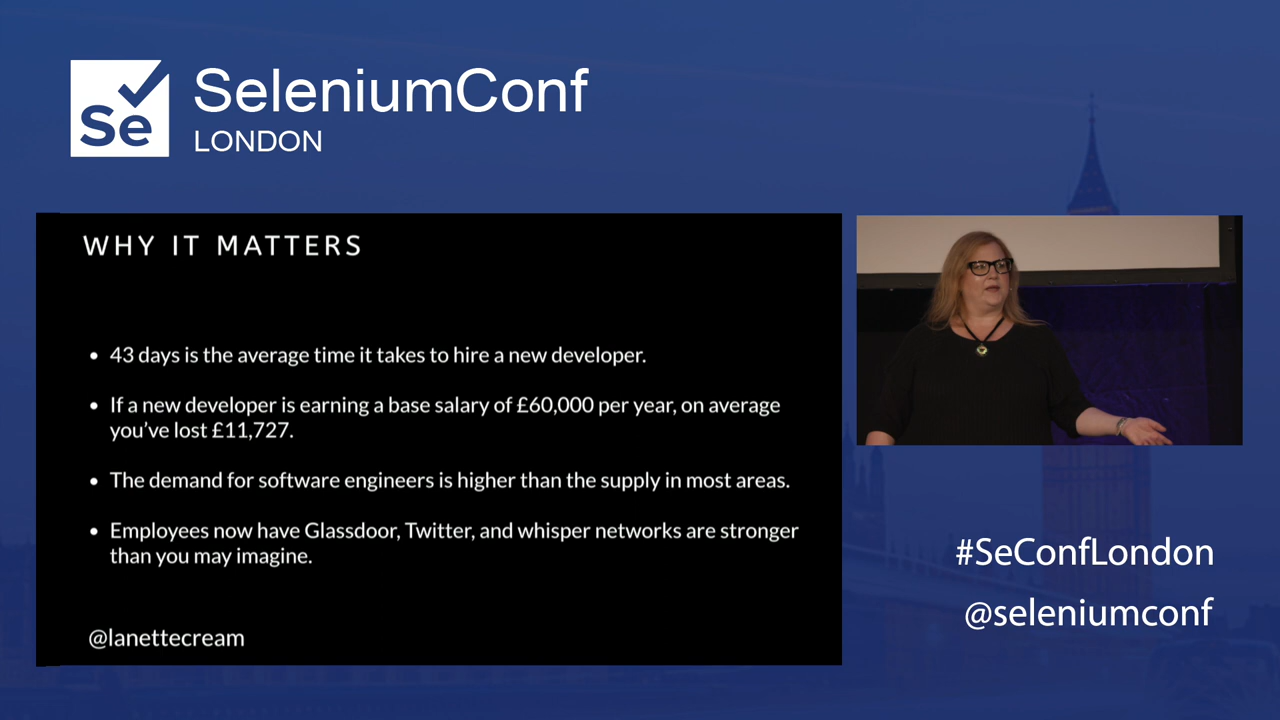 Se
SeleniumConf
LONDON
WHY IT MATTERS
• 43 days is the average time it takes to hire a new developer.
• If a new developer is earning a base salary of £60,000 per year, on average
you’ve lost £11,727.
• The demand for software engineers is higher than the supply in most areas.
• Employees now have Glassdoor, Twitter, and whisper networks are stronger
than you may imagine.
@lanettecream
#SeConfLondon
@seleniumconf